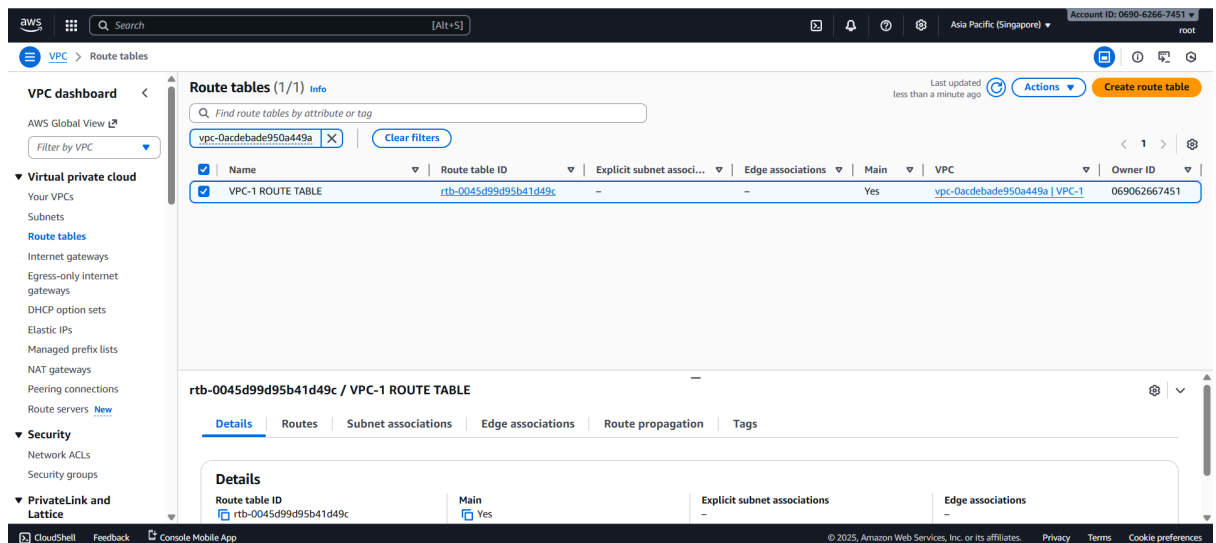 aws
Search
[Alt+S]
Asia Pacific (Singapore)
Account ID: 0690-6266-7451
root
VPC > Route tables
VPC dashboard
AWS Global View
Filter by VPC
Virtual private cloud
Your VPCs
Subnets
Route tables
Internet gateways
Egress-only internet
gateways
DHCP option sets
Elastic IPs
Managed prefix lists
NAT gateways
Peering connections
Route servers New
Security
Network ACLs
Security groups
PrivateLink and
Lattice
Route tables (1/1) Info
Last updated
less than a minute ago
Actions
Create route table
Find route tables by attribute or tag
vpc-0acdebade950a449a
Clear filters
1
Name Route table ID Explicit subnet associ... Edge associations Main VPC Owner ID
VPC-1 ROUTE TABLE rtb-0045d99d95b41d49c – – Yes vpc-0acdebade950a449a | VPC-1 069062667451
rtb-0045d99d95b41d49c / VPC-1 ROUTE TABLE
Details Routes Subnet associations Edge associations Route propagation Tags
Details
Route table ID Main Explicit subnet associations Edge associations
rtb-0045d99d95b41d49c Yes – –
CloudShell Feedback Console Mobile App © 2025, Amazon Web Services, Inc. or its affiliates. Privacy Terms Cookie preferences